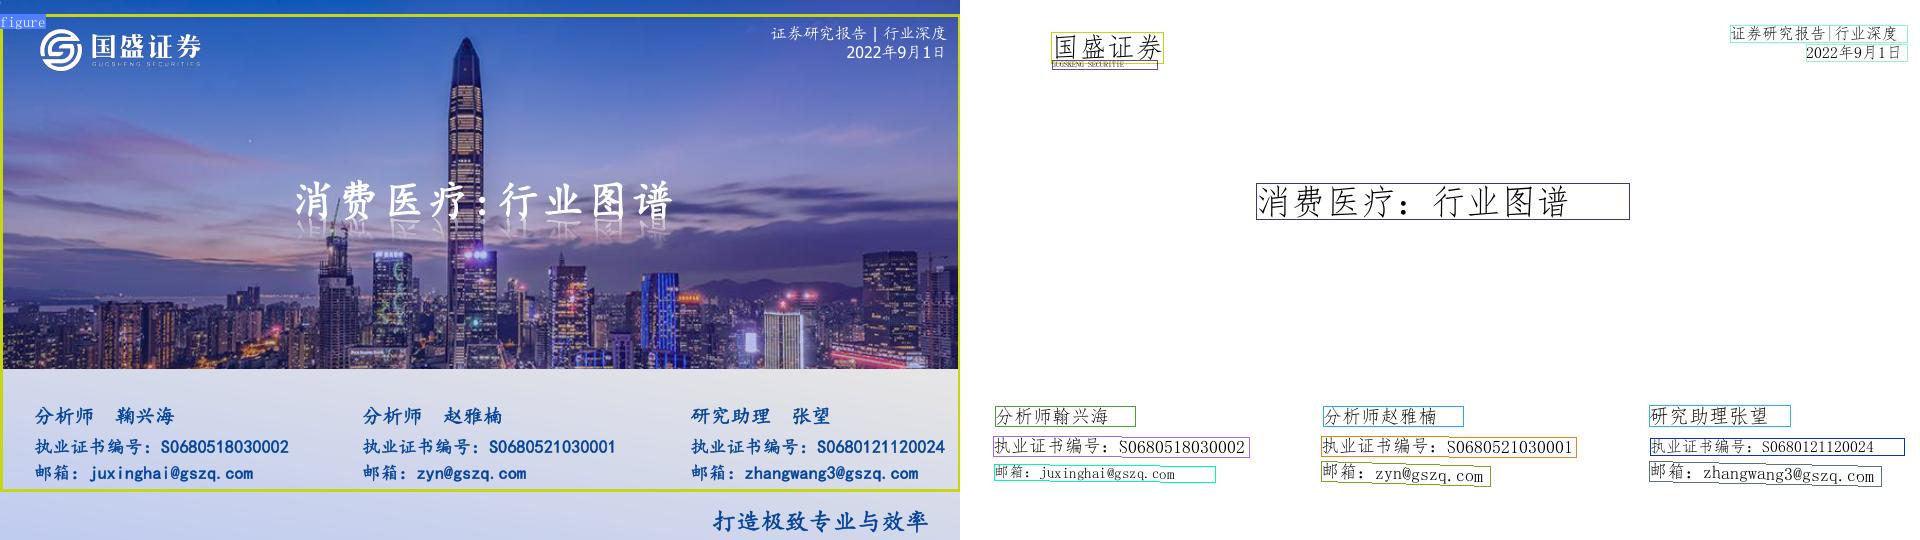 figure
国盛证券
GUOSHENG SECURITIES
证券研究报告 | 行业深度
2022年9月1日
消费医疗:行业图谱
分析师 鞠兴海
执业证书编号：S0680518030002
邮箱：juxinghai@gszq.com
分析师 赵雅楠
执业证书编号：S0680521030001
邮箱：zyn@gszq.com
研究助理 张望
执业证书编号：S0680121120024
邮箱：zhangwang3@gszq.com
打造极致专业与效率
国盛证券
GUOSHENG SECURITIE
证券研究报告|行业深度
2022年9月1日
消费医疗：行业图谱
分析师翰兴海
执业证书编号：S0680518030002
邮箱：juxinghai@gszq.com
分析师赵雅楠
执业证书编号：S0680521030001
邮箱：zyn@gszq.com
研究助理张望
执业证书编号：S0680121120024
邮箱：zhangwang3@gszq.com